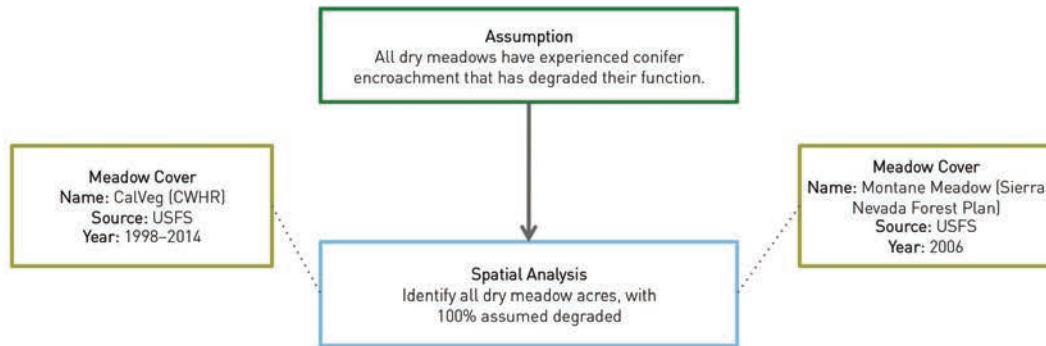 Assumption
All dry meadows have experienced conifer
encroachment that has degraded their function.
Meadow Cover
Name: CalVeg (CWHR)
Source: USFS
Year: 1998–2014
Meadow Cover
Name: Montane Meadow (Sierra
Nevada Forest Plan)
Source: USFS
Year: 2006
Spatial Analysis
Identify all dry meadow acres, with
100% assumed degraded